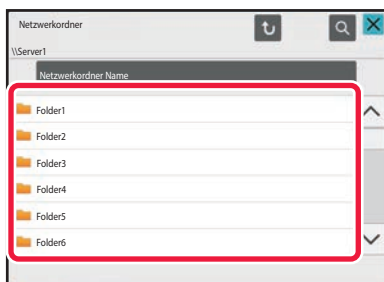 Netzwerkordner
\\Server1
Netzwerkordner Name
Folder1
Folder2
Folder3
Folder4
Folder5
Folder6